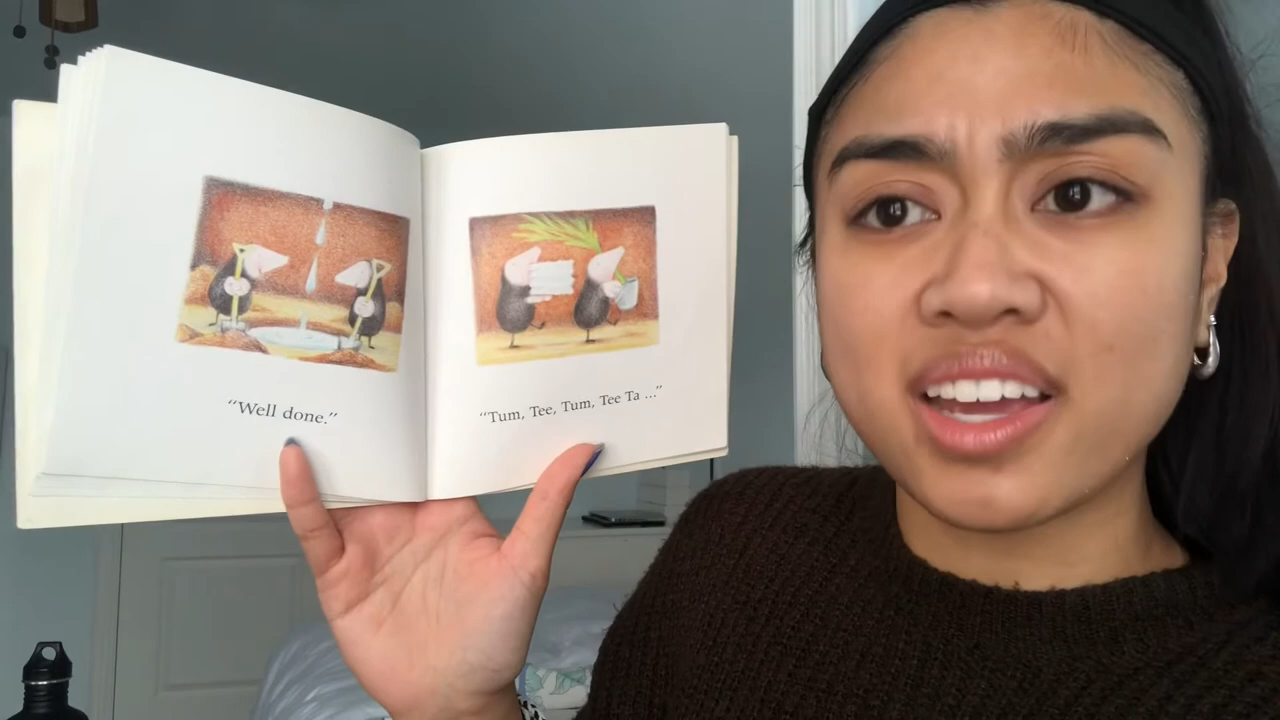 “Well done.”
“Tum, Tee, Tum, Tee Ta ...”